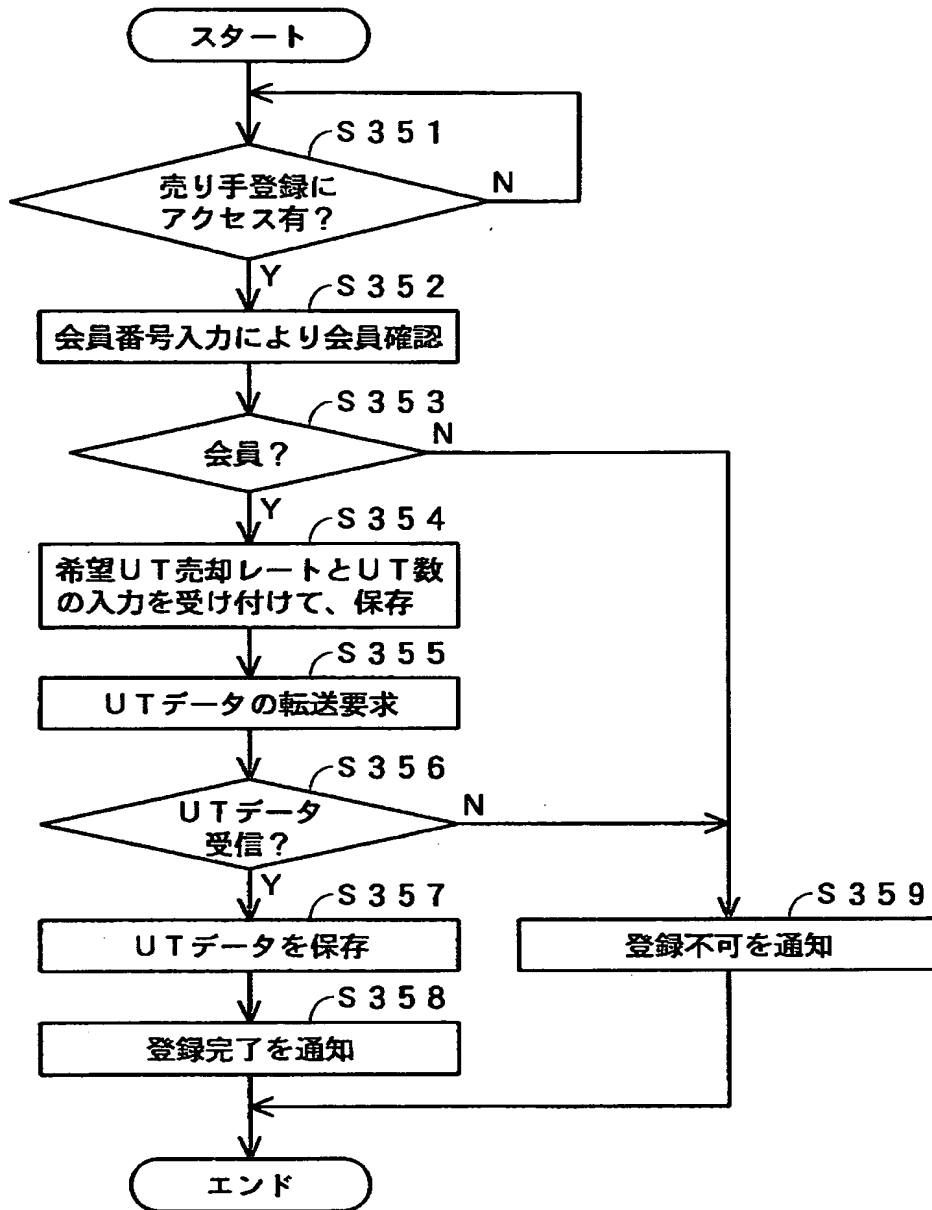 スタート
S351
売り手登録に
アクセス有?
N
Y
S352
会員番号入力により会員確認
S353
会員?
N
Y
S354
希望UT売却レートとUT数
の入力を受け付けて、保存
S355
UTデータの転送要求
S356
UTデータ
受信?
N
Y
S357
UTデータを保存
S359
登録不可を通知
S358
登録完了を通知
エンド